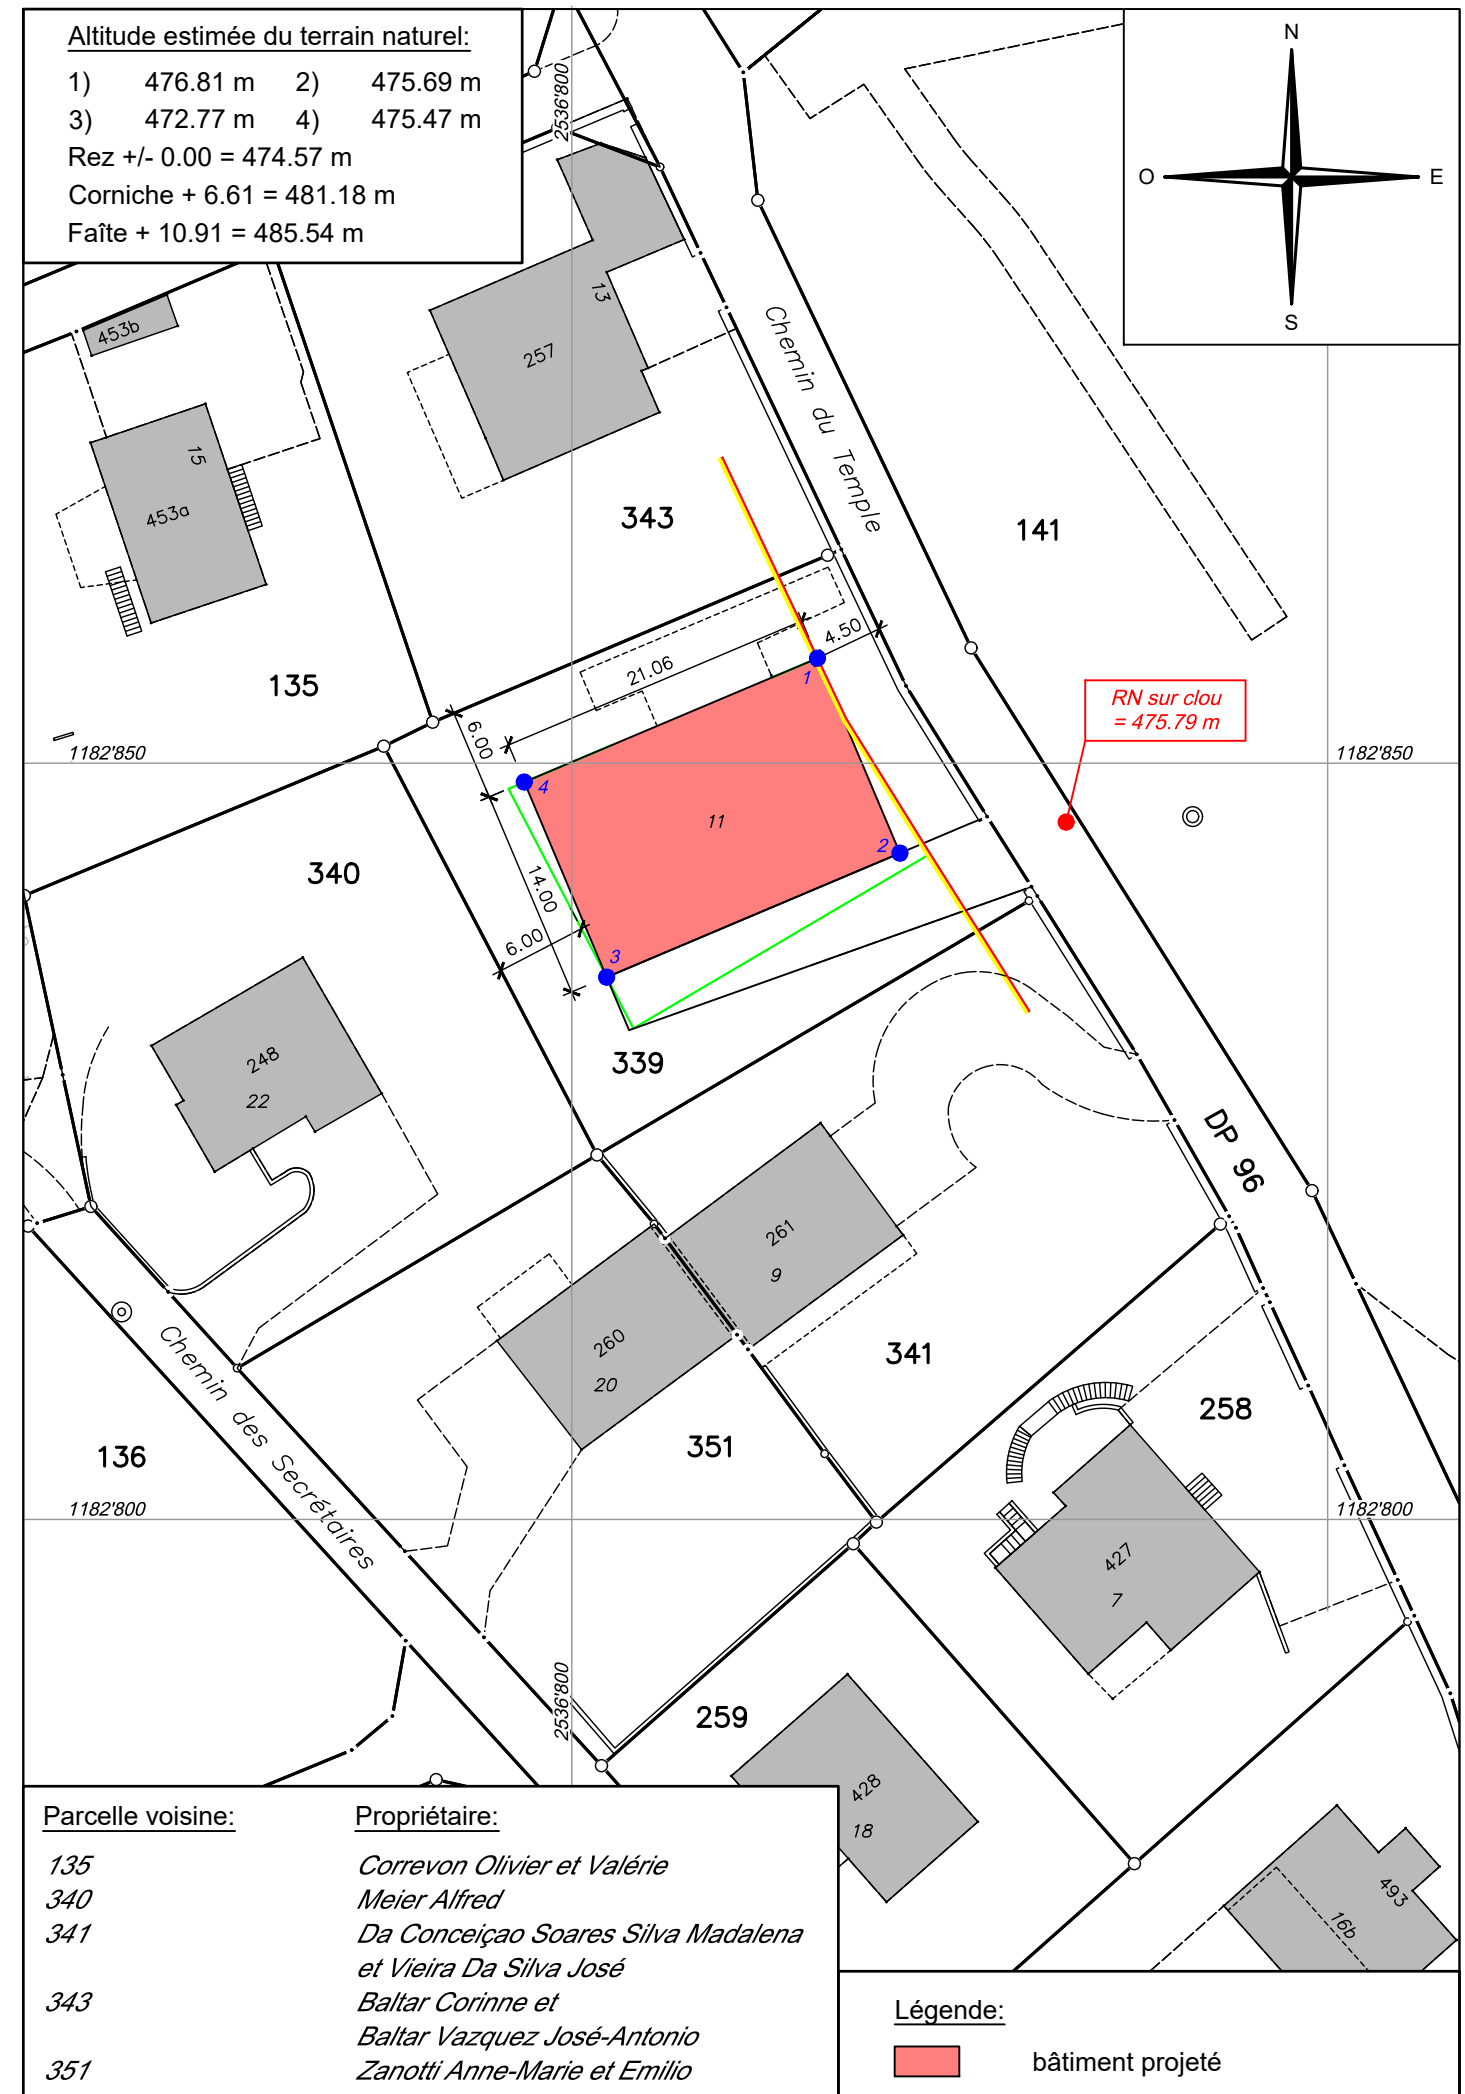 Altitude estimée du terrain naturel:
1) 476.81 m 2) 475.69 m
3) 472.77 m 4) 475.47 m
Rez +/- 0.00 = 474.57 m
Corniche + 6.61 = 481.18 m
Faîte + 10.91 = 485.54 m
2536'800
N
O
E
S
453b
13
257
Chemin du Temple
15
453a
343
141
135
21.06
4.50
1
RN sur clou
= 475.79 m
6.00
1182'850
1182'850
4
11
2
340
14.00
6.00
3
339
248
22
DP 96
261
9
260
20
341
Chemin des Secrétaires
258
351
136
1182'800
1182'800
427
7
2536'800
259
428
18
493
16b
Parcelle voisine: Propriétaire:
135 Correvon Olivier et Valérie
340 Meier Alfred
341 Da Conceiçao Soares Silva Madalena
et Vieira Da Silva José
343 Baltar Corinne et
Baltar Vazquez José-Antonio
351 Zanotti Anne-Marie et Emilio
Légende:
bâtiment projeté